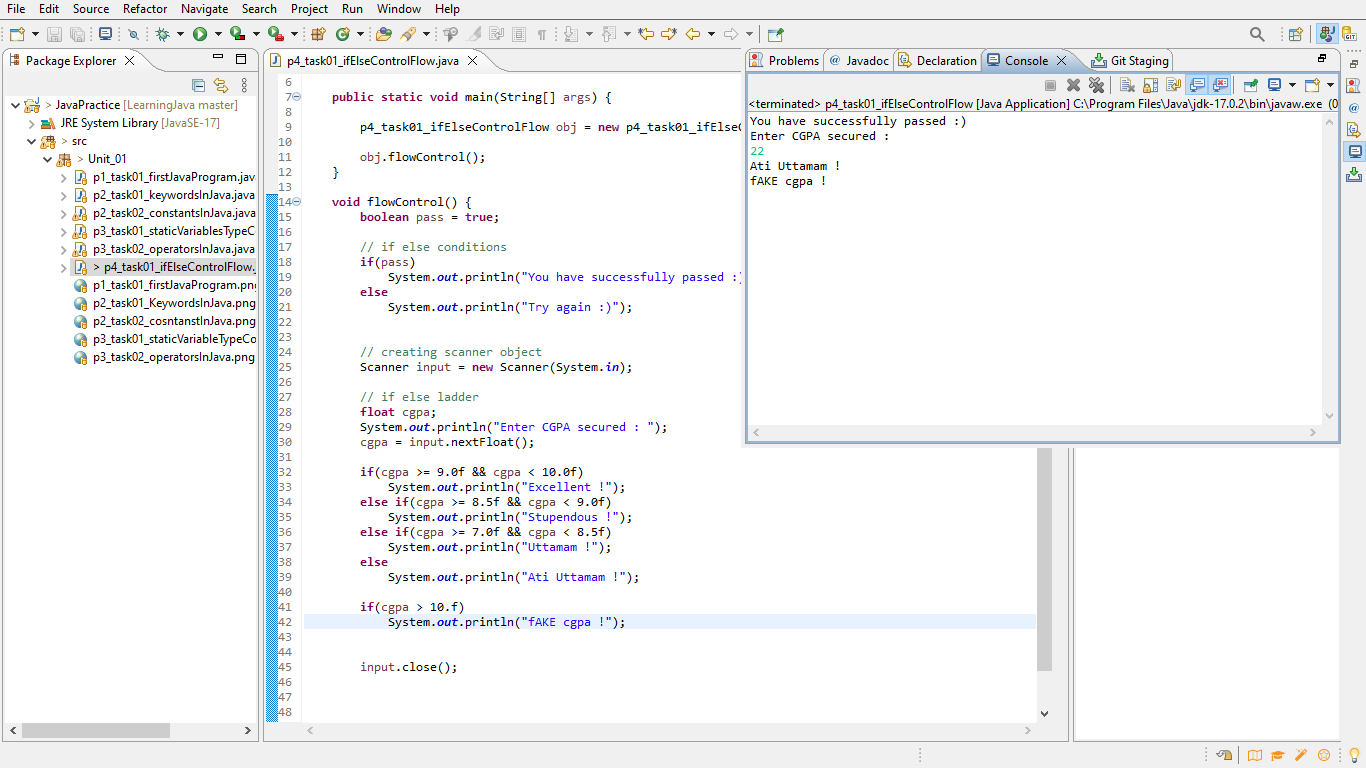 File Edit Source Refactor Navigate Search Project Run Window Help
Package Explorer
> JavaPractice [LearningJava master]
JRE System Library [JavaSE-17]
> src
> Unit_01
p1_task01_firstJavaProgram.jav
p2_task01_keywordsInJava.java
p2_task02_constantsInJava.java
p3_task01_staticVariablesTypeC
p3_task02_operatorsInJava.java
> p4_task01_ifElseControlFlow.
p1_task01_firstJavaProgram.pn
p2_task01_KeywordsInJava.png
p2_task02_cosntanstInJava.png
p3_task01_staticVariableTypeCo
p3_task02_operatorsInJava.png
p4_task01_ifElseControlFlow.java
6
7 public static void main(String[] args) {
8
9 p4_task01_ifElseControlFlow obj = new p4_task01_ifElseC
10
11 obj.flowControl();
12 }
13
14 void flowControl() {
15 boolean pass = true;
16
17 // if else conditions
18 if(pass)
19 System.out.println("You have successfully passed :)
20 else
21 System.out.println("Try again :)");
22
23
24 // creating scanner object
25 Scanner input = new Scanner(System.in);
26
27 // if else ladder
28 float cgpa;
29 System.out.println("Enter CGPA secured : ");
30 cgpa = input.nextFloat();
31
32 if(cgpa >= 9.0f && cgpa < 10.0f)
33 System.out.println("Excellent !");
34 else if(cgpa >= 8.5f && cgpa < 9.0f)
35 System.out.println("Stupendous !");
36 else if(cgpa >= 7.0f && cgpa < 8.5f)
37 System.out.println("Uttamam !");
38 else
39 System.out.println("Ati Uttamam !");
40
41 if(cgpa > 10.f)
42 System.out.println("fAKE cgpa !");
43
44
45 input.close();
46
47
48
Problems @ Javadoc Declaration Console Git Staging
<terminated> p4_task01_ifElseControlFlow [Java Application] C:\Program Files\Java\jdk-17.0.2\bin\javaw.exe (0
You have successfully passed :)
Enter CGPA secured :
22
Ati Uttamam !
fAKE cgpa !